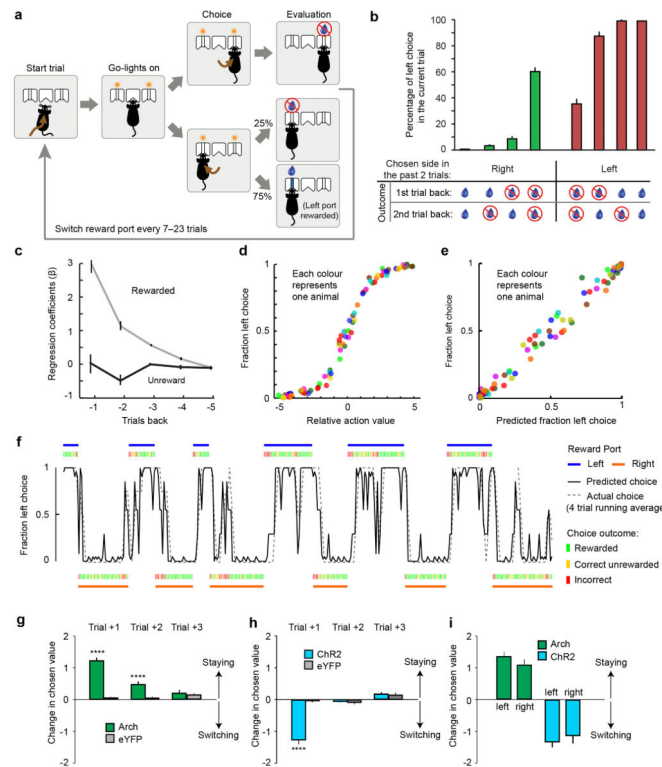 a
Choice
Evaluation
Start trial
Go-lights on
25%
75%
(Left port
rewarded)
Switch reward port every 7–23 trials
b
Percentage of left choice
in the current trial
100
90
80
70
60
50
40
30
20
10
0
Chosen side in
the past 2 trials:
Right
Left
Outcome
1st trial back:
2nd trial back:
c
Regression coefficients (β)
3
2
1
0
-1
Rewarded
Unreward
-1
-2
-3
-4
-5
Trials back
d
Each colour
represents
one animal
Fraction left choice
1
0.5
0
-5
0
5
Relative action value
e
Each colour
represents
one animal
Fraction left choice
1
0.5
0
0
0.5
1
Predicted fraction left choice
f
Fraction left choice
1
0.5
0
Reward Port
Left
Right
Predicted choice
Actual choice
(4 trial running average)
Choice outcome:
Rewarded
Correct unrewarded
Incorrect
g
Trial +1
Trial +2
Trial +3
Change in chosen value
2
1
0
-1
-2
****
****
Staying
Switching
Arch
eYFP
h
Trial +1
Trial +2
Trial +3
Change in chosen value
2
1
0
-1
-2
ChR2
eYFP
****
Staying
Switching
i
Arch
ChR2
Change in chosen value
2
1
0
-1
-2
left
right
left
right
Staying
Switching